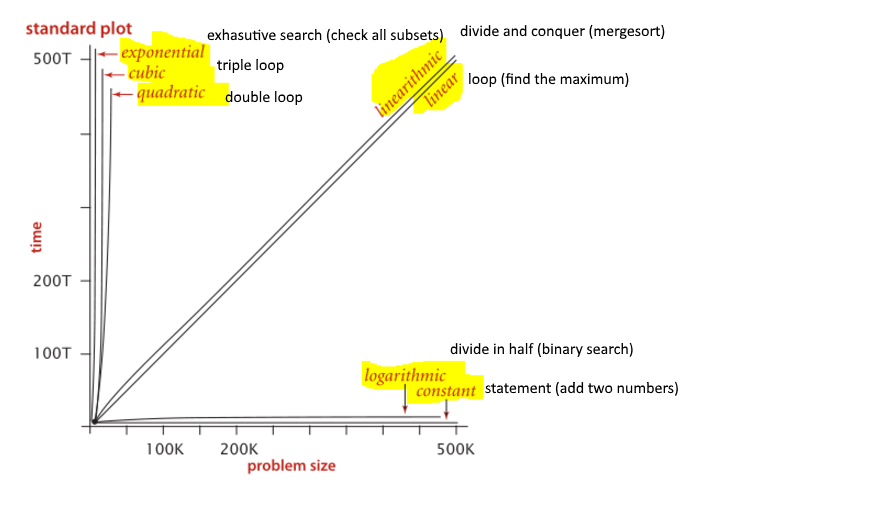 standard plot
exhasutive search (check all subsets)
divide and conquer (mergesort)
500T
exponential
cubic
triple loop
quadratic
double loop
linearithmic
linear
loop (find the maximum)
time
200T
100T
divide in half (binary search)
logarithmic
constant
statement (add two numbers)
100K 200K 500K
problem size